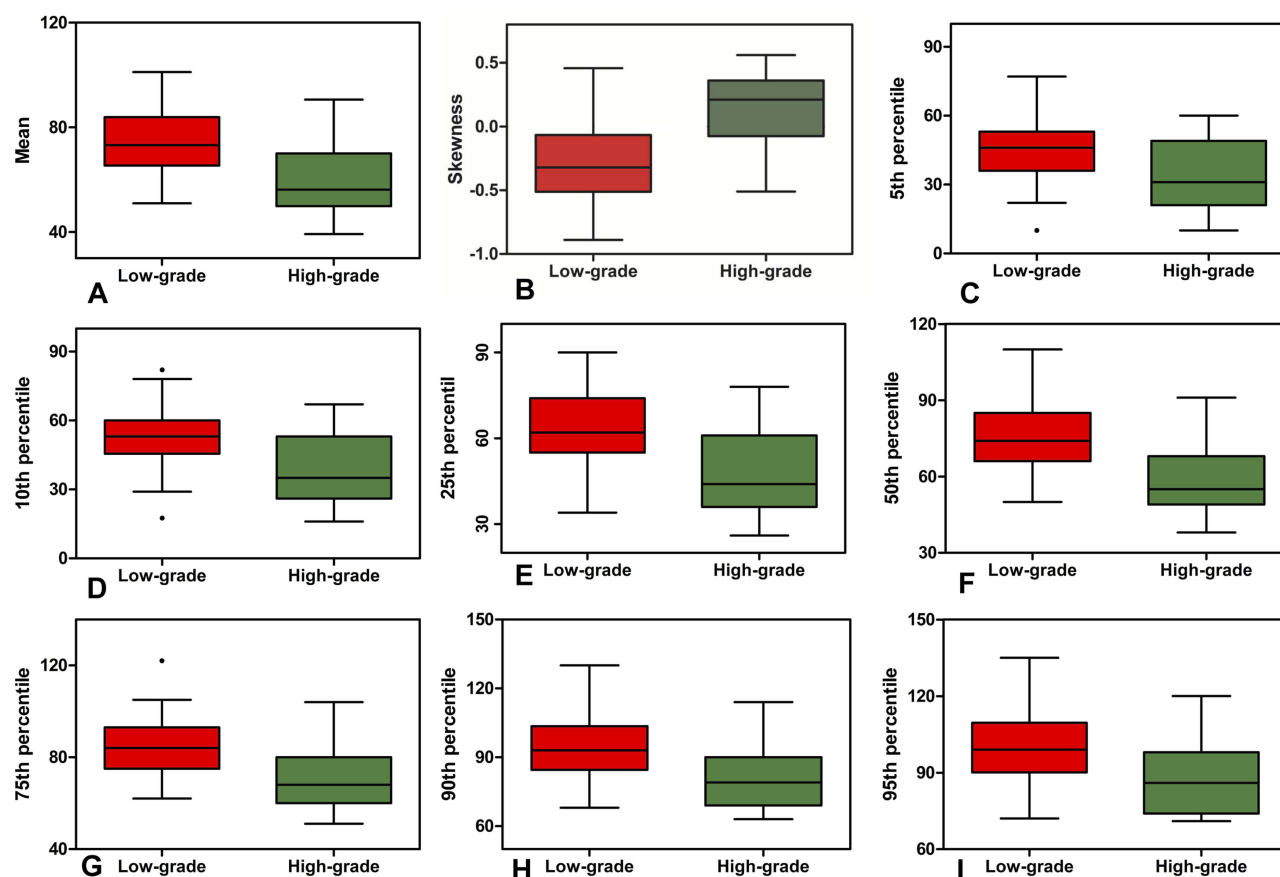 120
80
40
Mean
Low-grade
High-grade
A
0.5
0.0
-0.5
-1.0
Skewness
Low-grade
High-grade
B
90
60
30
0
5th percentile
Low-grade
High-grade
C
90
60
30
0
10th percentile
Low-grade
High-grade
D
90
60
30
25th percentil
Low-grade
High-grade
E
120
90
60
30
50th percentile
Low-grade
High-grade
F
120
80
40
75th percentile
Low-grade
High-grade
G
150
120
90
60
90th percentile
Low-grade
High-grade
H
150
120
90
60
95th percentile
Low-grade
High-grade
I